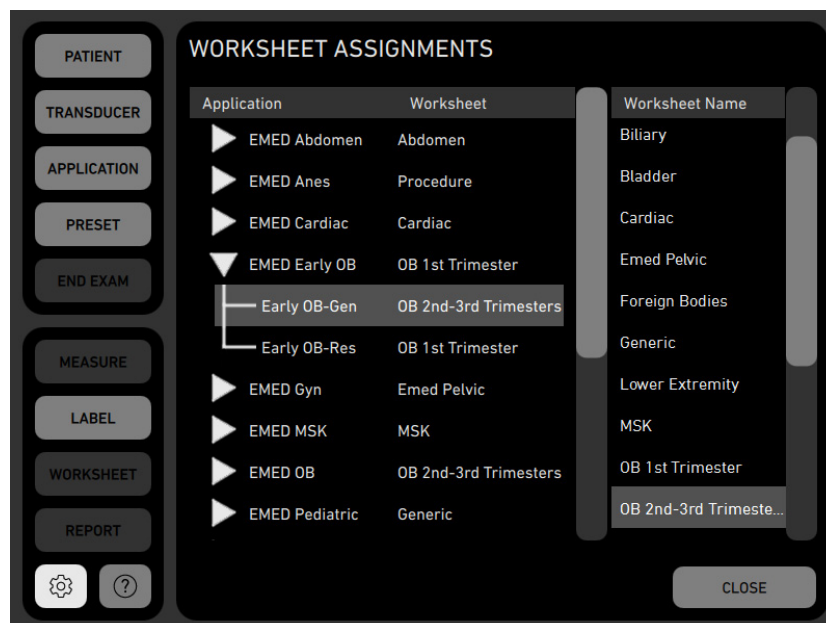 PATIENT
TRANSDUCER
APPLICATION
PRESET
END EXAM
MEASURE
LABEL
WORKSHEET
REPORT
?
WORKSHEET ASSIGNMENTS
Application Worksheet
EMED Abdomen Abdomen
EMED Anes Procedure
EMED Cardiac Cardiac
EMED Early OB OB 1st Trimester
Early OB-Gen OB 2nd-3rd Trimesters
Early OB-Res OB 1st Trimester
EMED Gyn Emed Pelvic
EMED MSK MSK
EMED OB OB 2nd-3rd Trimesters
EMED Pediatric Generic
Worksheet Name
Biliary
Bladder
Cardiac
Emed Pelvic
Foreign Bodies
Generic
Lower Extremity
MSK
OB 1st Trimester
OB 2nd-3rd Trimeste...
CLOSE